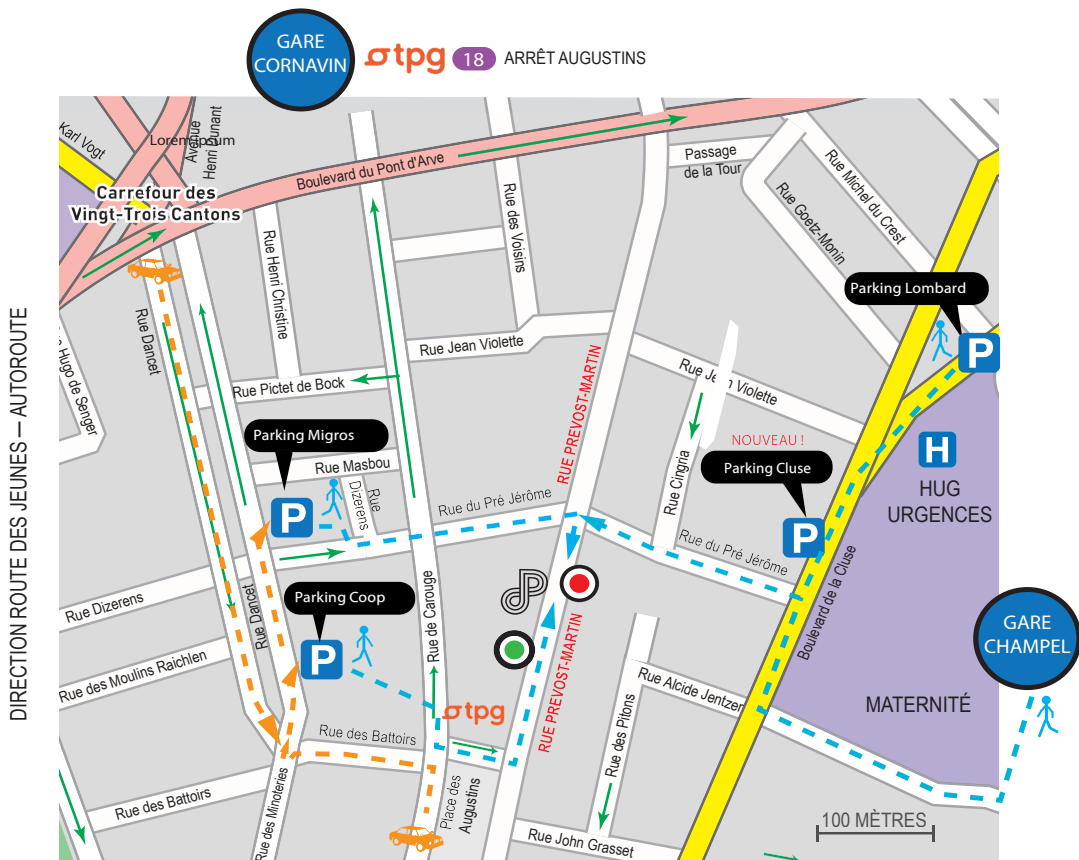 GARE
CORNAVIN
tpg 18 ARRÊT AUGUSTINS
Karl Vogt
Lorem ipsum
Avenue
Henri Dunant
Carrefour des
Vingt-Trois Cantons
Boulevard du Pont d'Arve
Passage
de la Tour
Rue Michel du Crest
Rue Goetz-Monin
Rue des Voisins
Rue Henri Christine
Parking Lombard
P
Rue Dancet
Hugo de Senger
Rue Jean Violette
Rue Jean Violette
Rue Pictet de Bock
RUE PREVOST-MARTIN
NOUVEAU !
Parking Cluse
P
H
HUG
URGENCES
Parking Migros
P
Rue Masbou
Rue
Dizerens
Rue du Pré Jérôme
Rue Cingria
Rue du Pré Jérôme
Boulevard de la Cluse
DIRECTION ROUTE DES JEUNES — AUTOROUTE
Rue Dizerens
Rue Dancet
Parking Coop
P
Rue de Carouge
GARE
CHAMPEL
Rue des Moulins Raichlen
Rue Alcide Jentzer
MATERNITÉ
tpg
RUE PREVOST-MARTIN
Rue des Pitons
Rue des Battoirs
Rue des Battoirs
Rue des Minoteries
Place des
Augustins
Rue John Grasset
100 MÈTRES